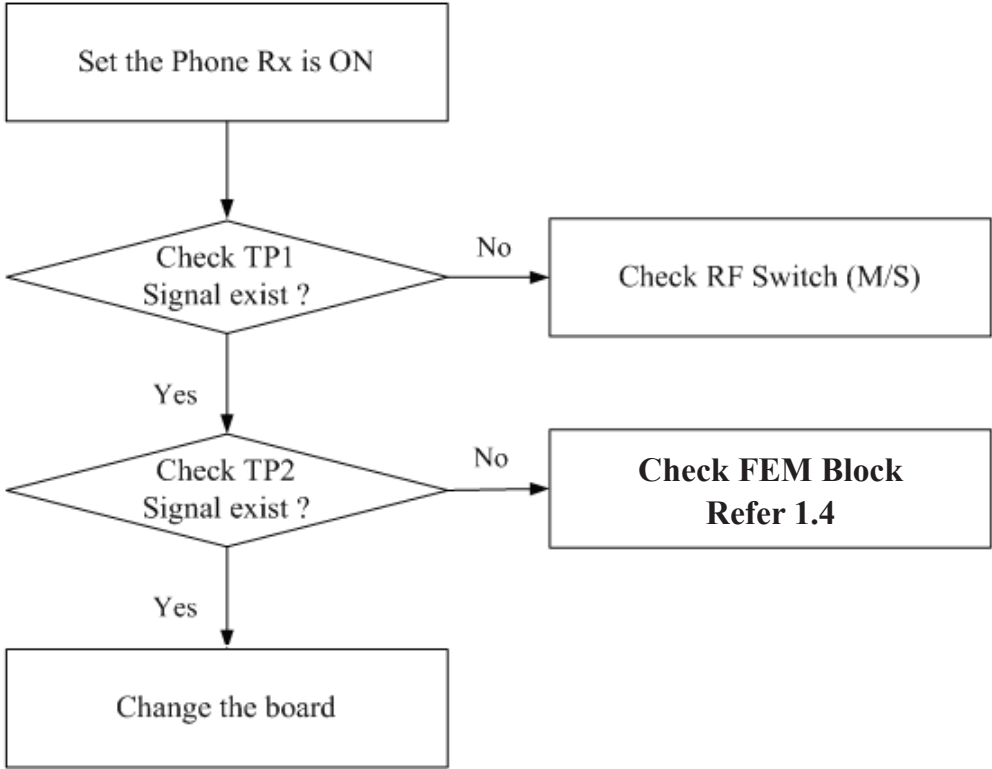 Set the Phone Rx is ON
Check TP1
Signal exist ?
No
Check RF Switch (M/S)
Yes
Check TP2
Signal exist ?
No
Check FEM Block
Refer 1.4
Yes
Change the board